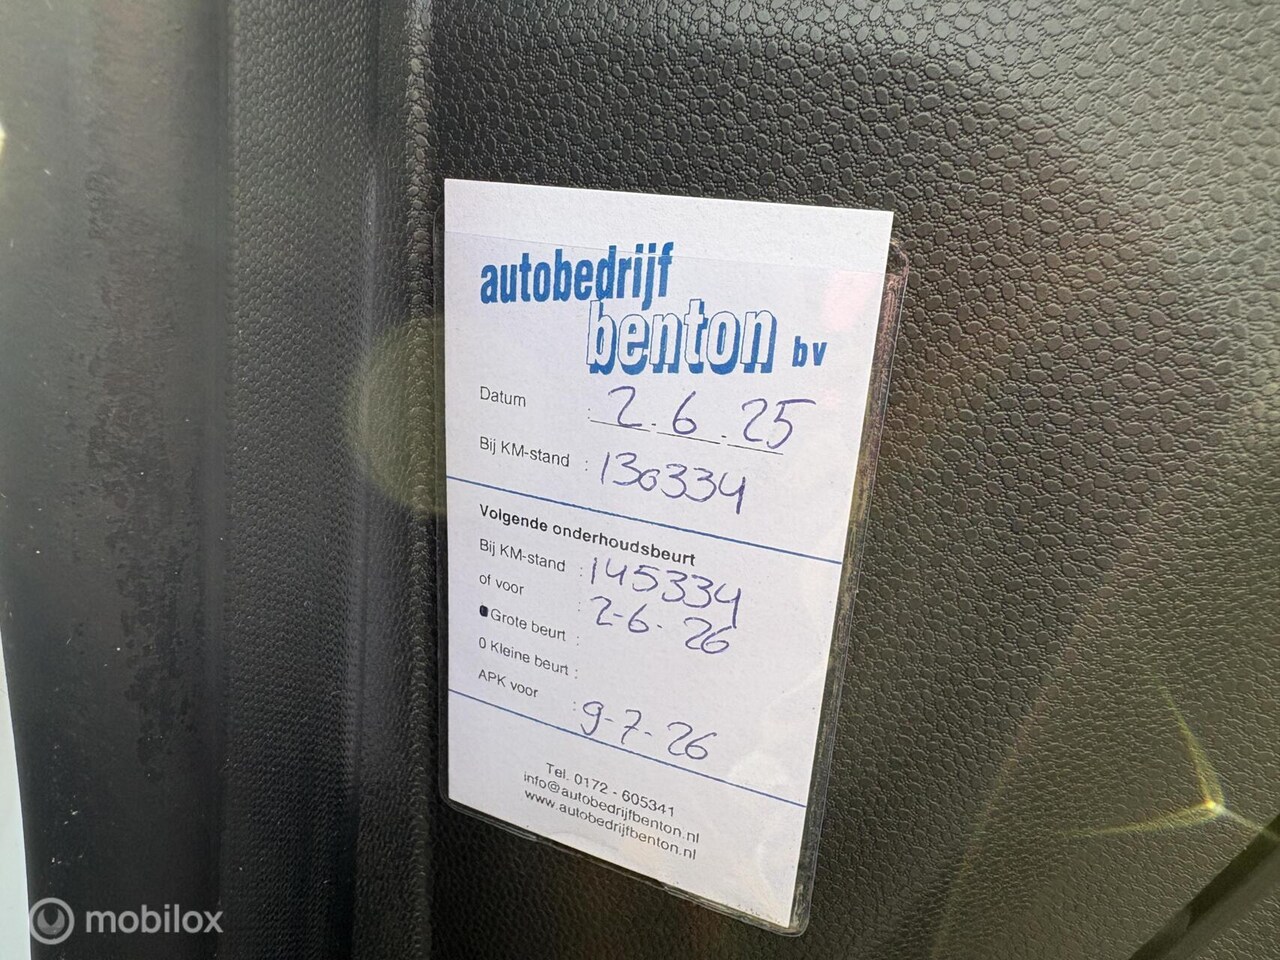 autobedrijf
benton bv
Datum : 2.6.25
Bij KM-stand : 130334
Volgende onderhoudsbeurt
Bij KM-stand : 145334
of voor : 2-6-26
Grote beurt :
0 Kleine beurt :
APK voor : 9-7-26
Tel. 0172 - 605341
info@autobedrijfbenton.nl
www.autobedrijfbenton.nl
mobilox